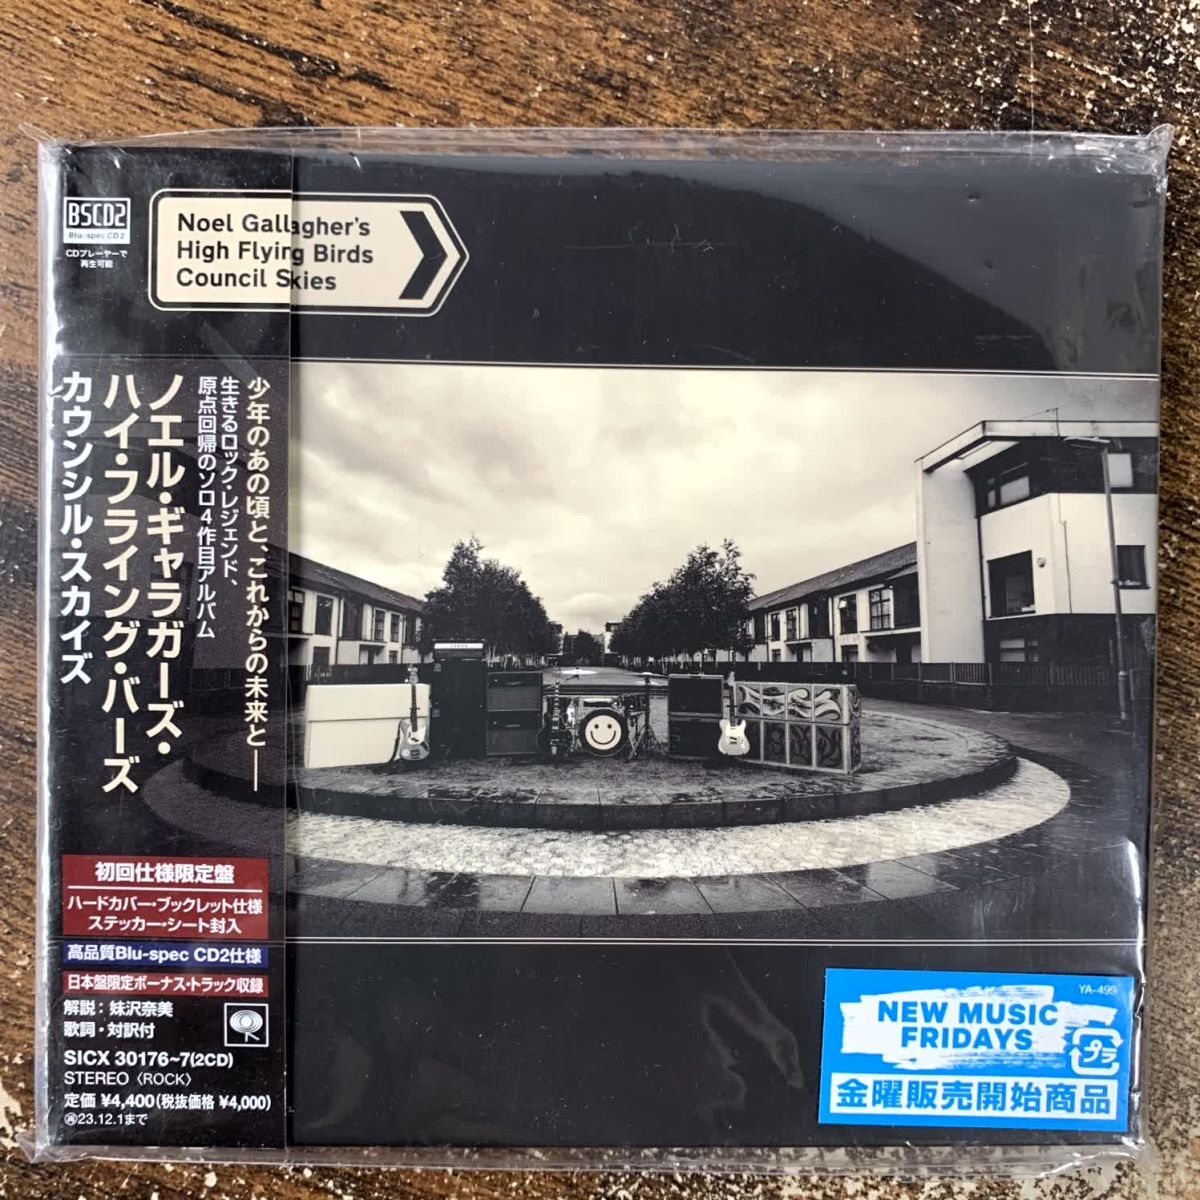 BSCD2
Blu-spec CD2
CDプレーヤーで
再生可能
Noel Gallagher's
High Flying Birds
Council Skies
少年のあの頃と、これからの未来と——
生きるロック・レジェンド、
原点回帰のソロ4作目アルバム
ノエル・ギャラガーズ・
ハイ・フライング・バーズ
カウンシル・スカイズ
初回仕様限定盤
ハードカバー・ブックレット仕様
ステッカー・シート封入
高品質Blu-spec CD2仕様
日本盤限定ボーナス・トラック収録
解説：妹沢奈美
歌詞・対訳付
SICX 30176~7(2CD)
STEREO〈ROCK〉
定価 ¥4,400(税抜価格 ¥4,000)
23.12.1まで
YA-499
NEW MUSIC
FRIDAYS
プラ
金曜販売開始商品